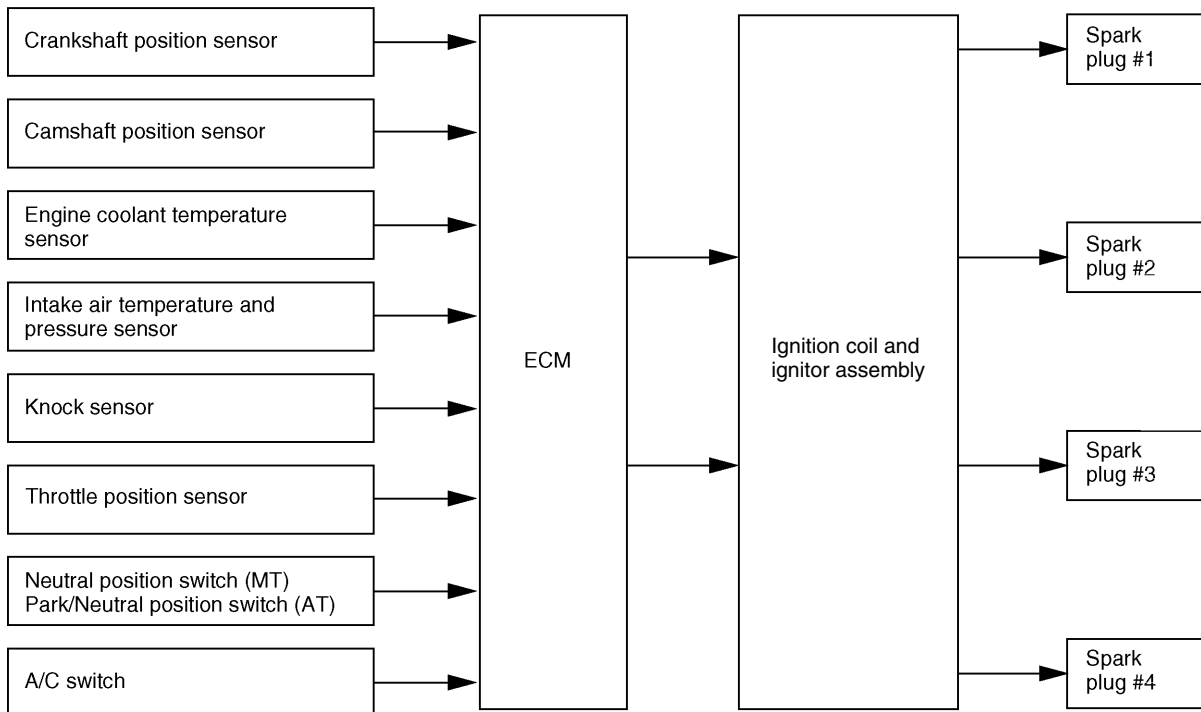 Crankshaft position sensor
Camshaft position sensor
Engine coolant temperature
sensor
Intake air temperature and
pressure sensor
Knock sensor
Throttle position sensor
Neutral position switch (MT)
Park/Neutral position switch (AT)
A/C switch
ECM
Ignition coil and
ignitor assembly
Spark
plug #1
Spark
plug #2
Spark
plug #3
Spark
plug #4